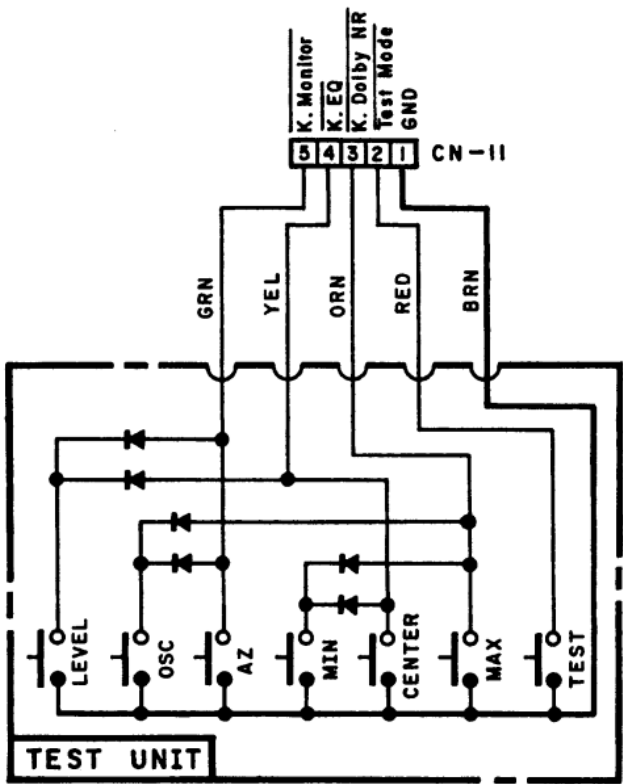 K. Monitor
K. EQ
K. Dolby NR
Test Mode
GND
5 4 3 2 1 CN-11
GRN
YEL
ORN
RED
BRN
LEVEL
OSC
AZ
MIN
CENTER
MAX
TEST
TEST UNIT